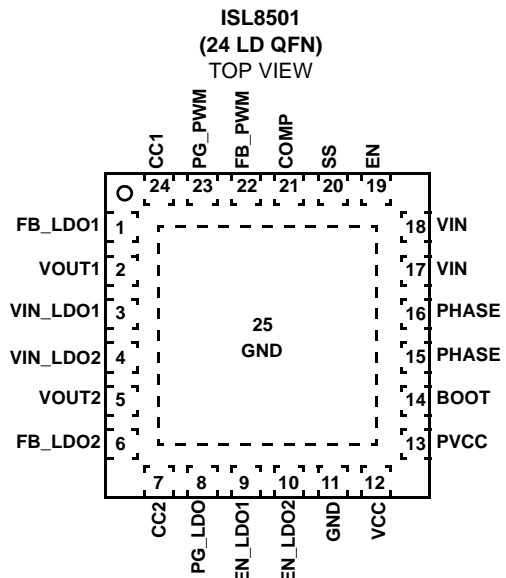 ISL8501
(24 LD QFN)
TOP VIEW
CC1
PG_PWM
FB_PWM
COMP
SS
EN
24 23 22 21 20 19
FB_LDO1 1
VOUT1 2
VIN_LDO1 3
VIN_LDO2 4
VOUT2 5
FB_LDO2 6
25
GND
18 VIN
17 VIN
16 PHASE
15 PHASE
14 BOOT
13 PVCC
7 8 9 10 11 12
CC2
PG_LDO
EN_LDO1
EN_LDO2
GND
VCC